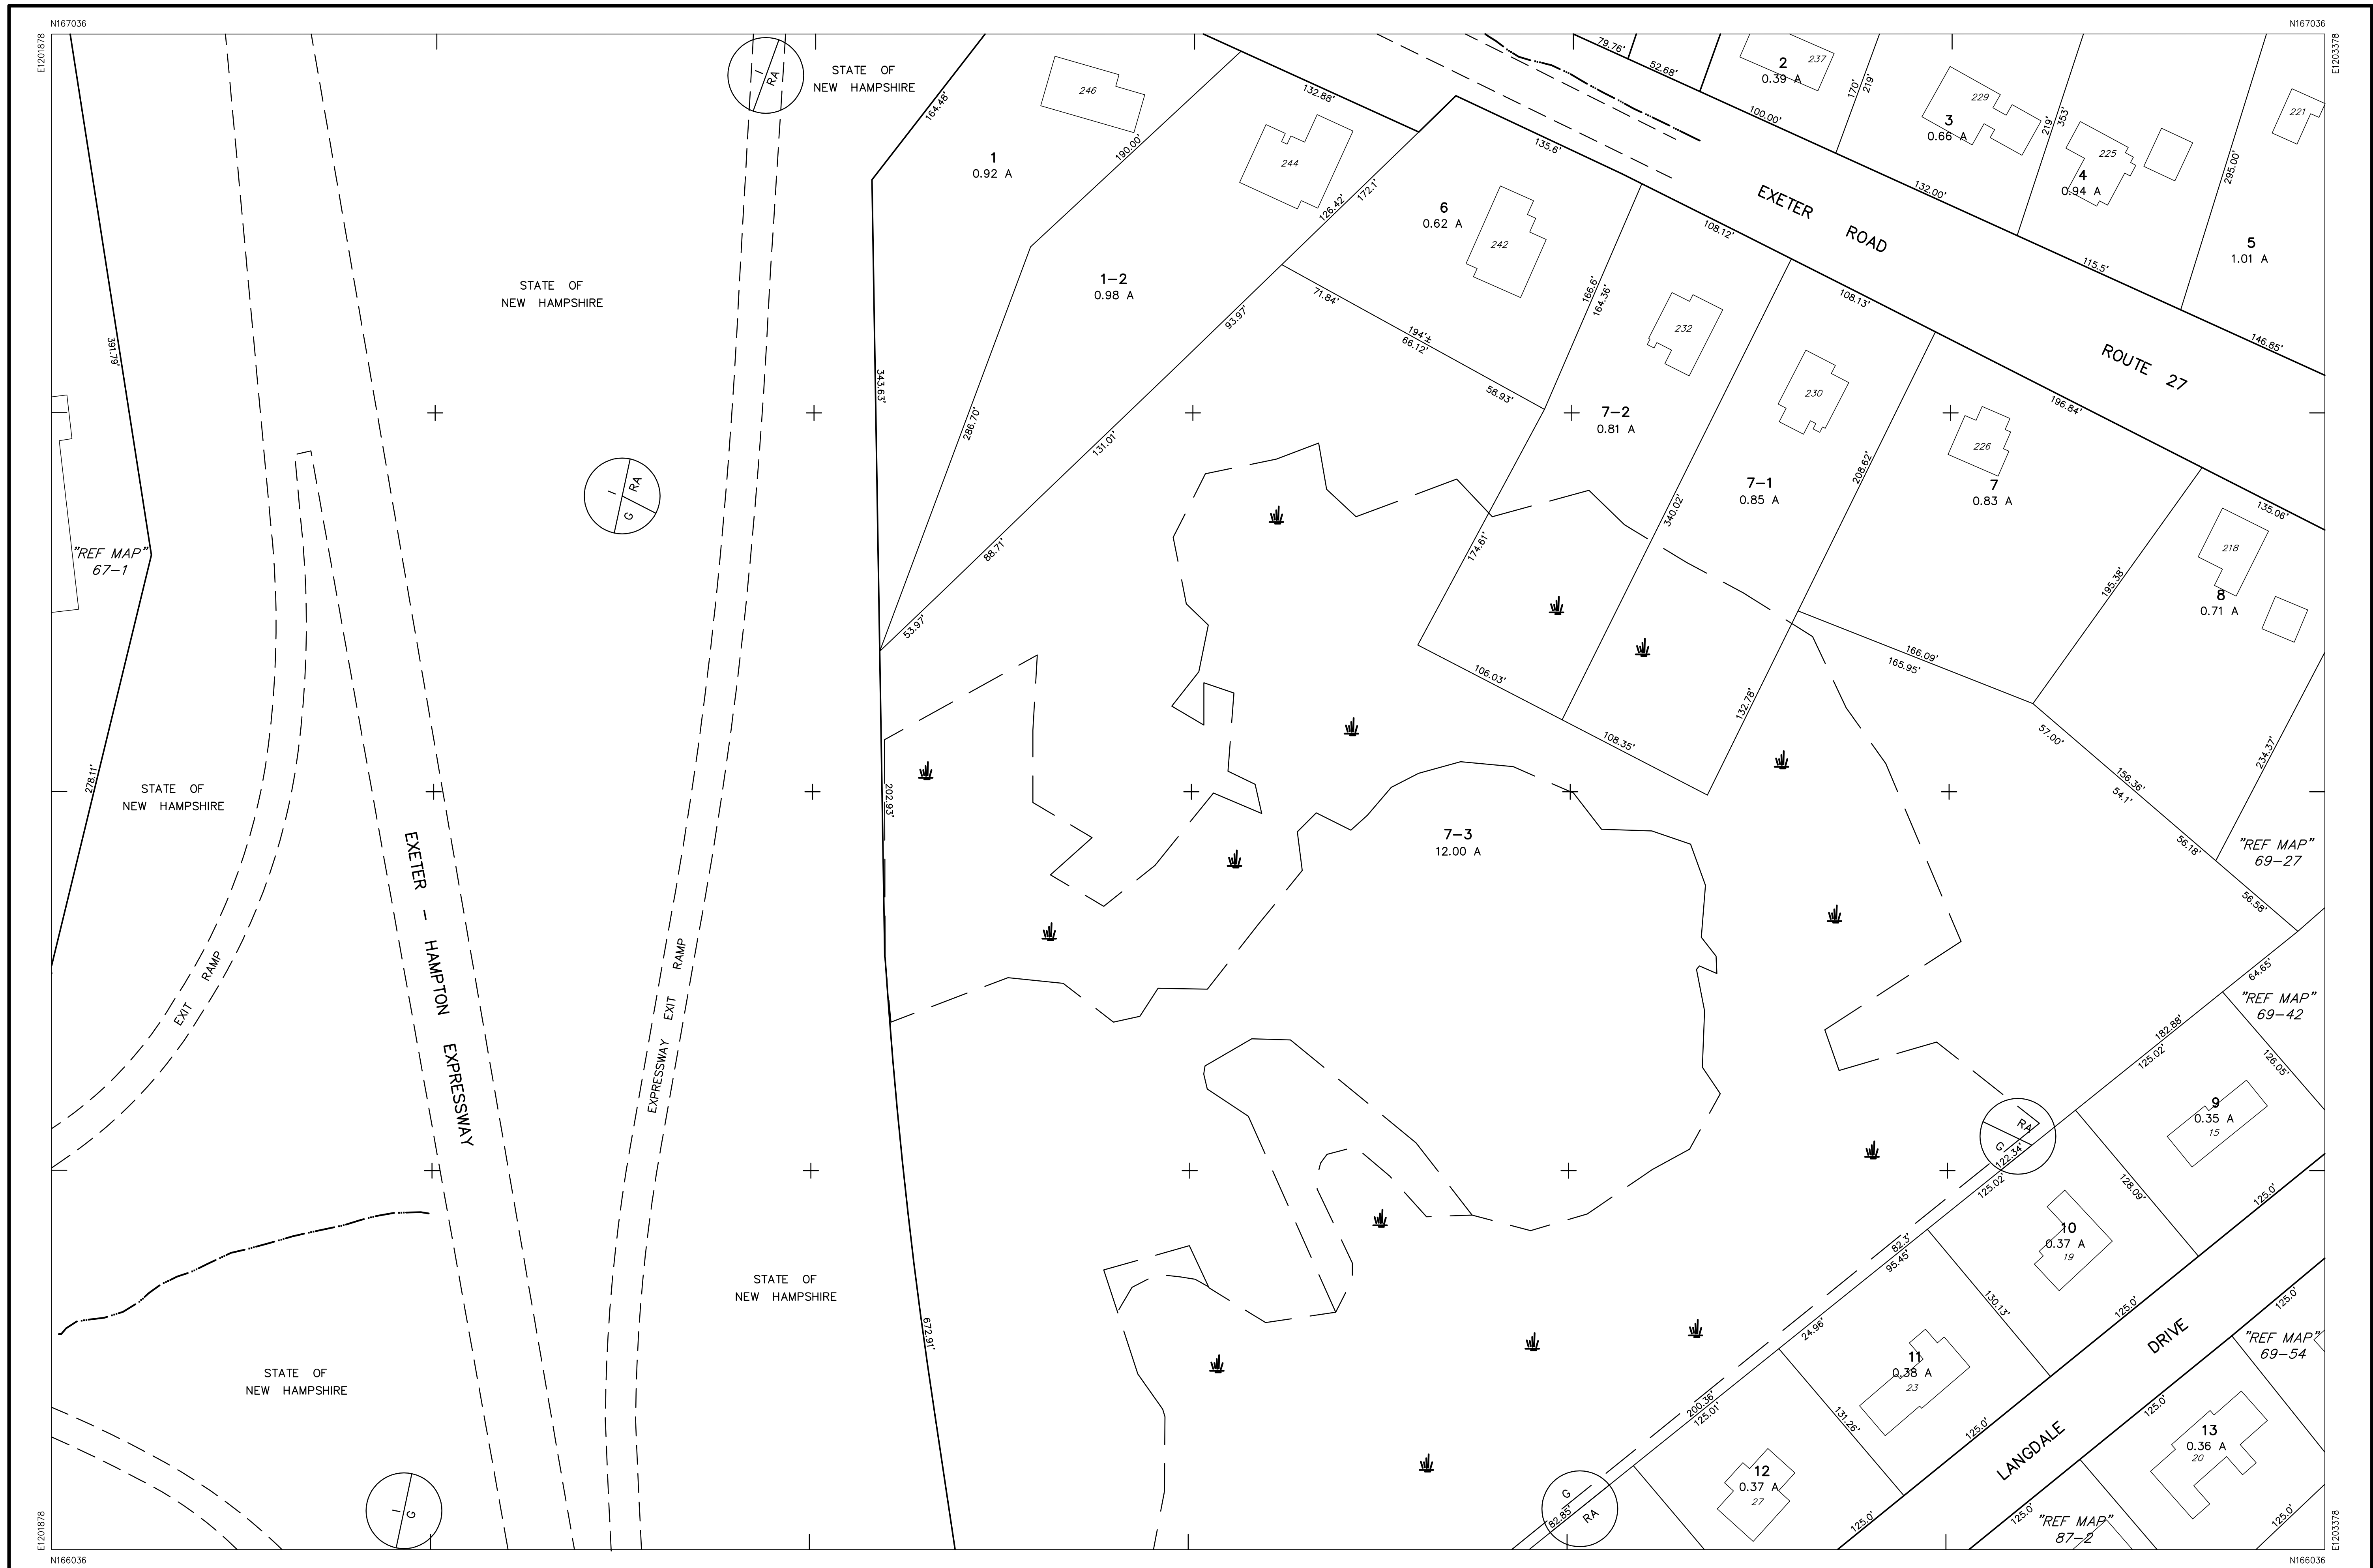 N167036
N167036
E1201878
E1203378
I
RA
STATE OF
NEW HAMPSHIRE
164.48'
246
1
0.92 A
190.00'
132.88'
244
126.42'
172.1'
79.76'
52.68'
2
0.39 A
237
100.00'
170'
219'
3
0.66 A
229
132.00'
219'
353'
4
0.94 A
225
115.5'
295.00'
221
5
1.01 A
146.85'
135.6'
EXETER ROAD
ROUTE 27
6
0.62 A
242
108.12'
108.13'
196.84'
135.06'
STATE OF
NEW HAMPSHIRE
1-2
0.98 A
93.97'
71.84'
194'±
66.12'
58.93'
166.6'
164.36'
232
230
226
218
391.79'
343.63'
286.70'
131.01'
7-2
0.81 A
7-1
0.85 A
208.62'
7
0.83 A
8
0.71 A
I
RA
G
88.71'
53.97'
174.61'
340.02'
195.38'
"REF MAP"
67-1
106.03'
108.35'
132.78'
166.09'
165.95'
57.00'
156.36'
54.1'
234.37'
56.18'
56.58'
"REF MAP"
69-27
278.11'
STATE OF
NEW HAMPSHIRE
202.93'
7-3
12.00 A
EXETER - HAMPTON EXPRESSWAY
EXIT RAMP
EXPRESSWAY EXIT RAMP
64.65'
"REF MAP"
69-42
182.88'
125.02'
126.05'
9
0.35 A
15
RA
G
122.34'
125.02'
128.09'
125.0'
10
0.37 A
19
82.3'
95.45'
130.13'
125.0'
125.0'
STATE OF
NEW HAMPSHIRE
672.91'
24.96'
11
0.38 A
23
DRIVE
"REF MAP"
69-54
STATE OF
NEW HAMPSHIRE
200.36'
125.01'
131.26'
125.0'
125.0'
LANGDALE
13
0.36 A
20
12
0.37 A
27
G
RA
82.85'
125.0'
125.0'
"REF MAP"
87-2
125.0'
I
G
E1201878
E1203378
N166036
N166036